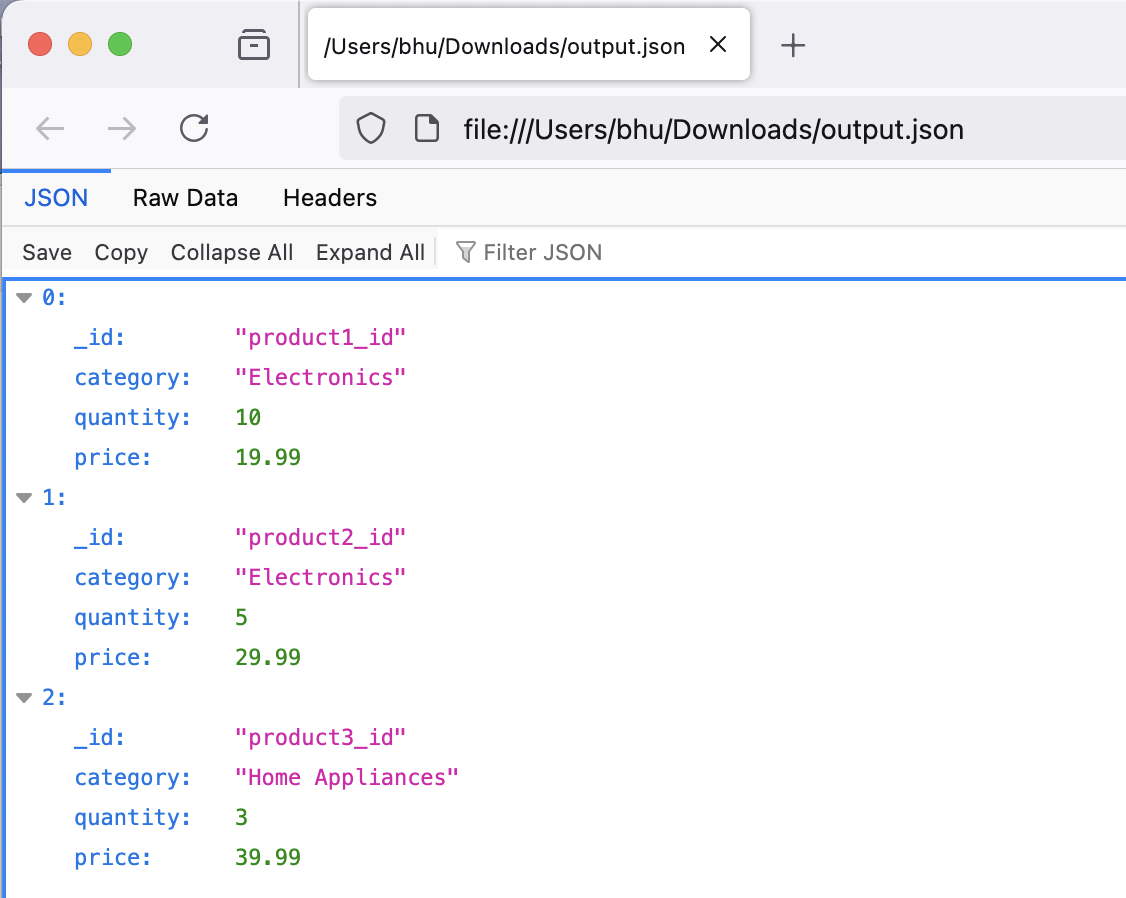 /Users/bhu/Downloads/output.json
file:///Users/bhu/Downloads/output.json
JSON Raw Data Headers
Save Copy Collapse All Expand All Filter JSON
0:
_id: "product1_id"
category: "Electronics"
quantity: 10
price: 19.99
1:
_id: "product2_id"
category: "Electronics"
quantity: 5
price: 29.99
2:
_id: "product3_id"
category: "Home Appliances"
quantity: 3
price: 39.99